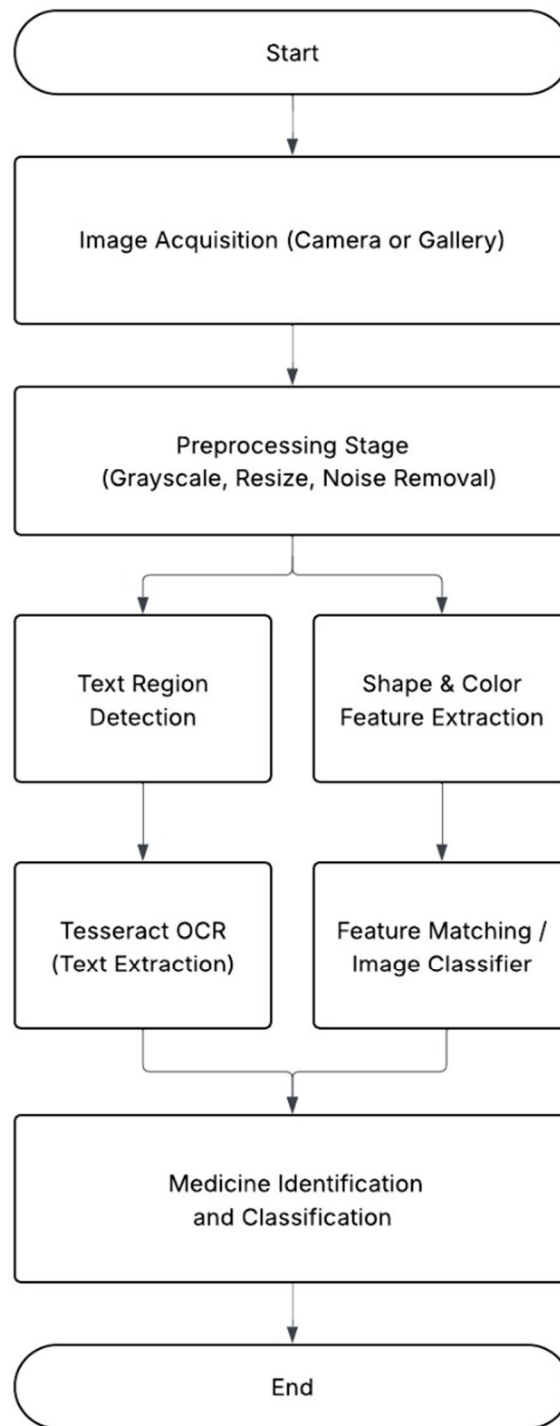 Start
Image Acquisition (Camera or Gallery)
Preprocessing Stage
(Grayscale, Resize, Noise Removal)
Text Region
Detection
Shape & Color
Feature Extraction
Tesseract OCR
(Text Extraction)
Feature Matching /
Image Classifier
Medicine Identification
and Classification
End